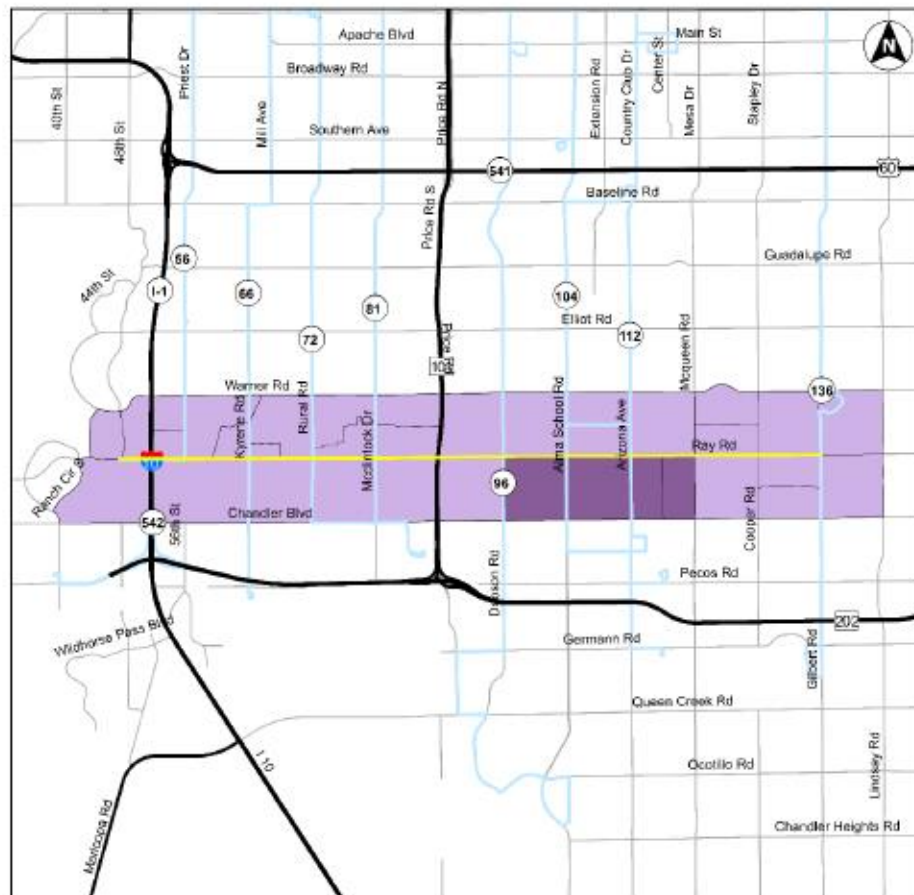 Apache Blvd
Main St
N
Priest Dr
Broadway Rd
Extension Rd
Country Club Dr
Center St
40th St
48th St
Mill Ave
Price Rd N
Mesa Dr
Stapley Dr
Southern Ave
541
60
Baseline Rd
Price Rd S
56
Guadalupe Rd
44th St
I-1
66
81
104
Elliot Rd
72
112
Price Rd
Mcqueen Rd
101
Warner Rd
136
Kyrene Rd
Rural Rd
Mcclintock Dr
Alma School Rd
Arizona Ave
Ray Rd
Ranch Cir S
96
542
56th St
Chandler Blvd
Cooper Rd
Dobson Rd
Pecos Rd
Wildhorse Pass Blvd
202
Germann Rd
Gilbert Rd
Queen Creek Rd
I 10
Ocotillo Rd
Lindsay Rd
Maricopa Rd
Chandler Heights Rd